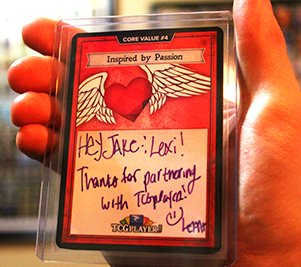 CORE VALUE #4
Inspired by Passion
Hey Jake & Lexi!
Thanks for partnering
with TCGplayer!
TCGPLAYER